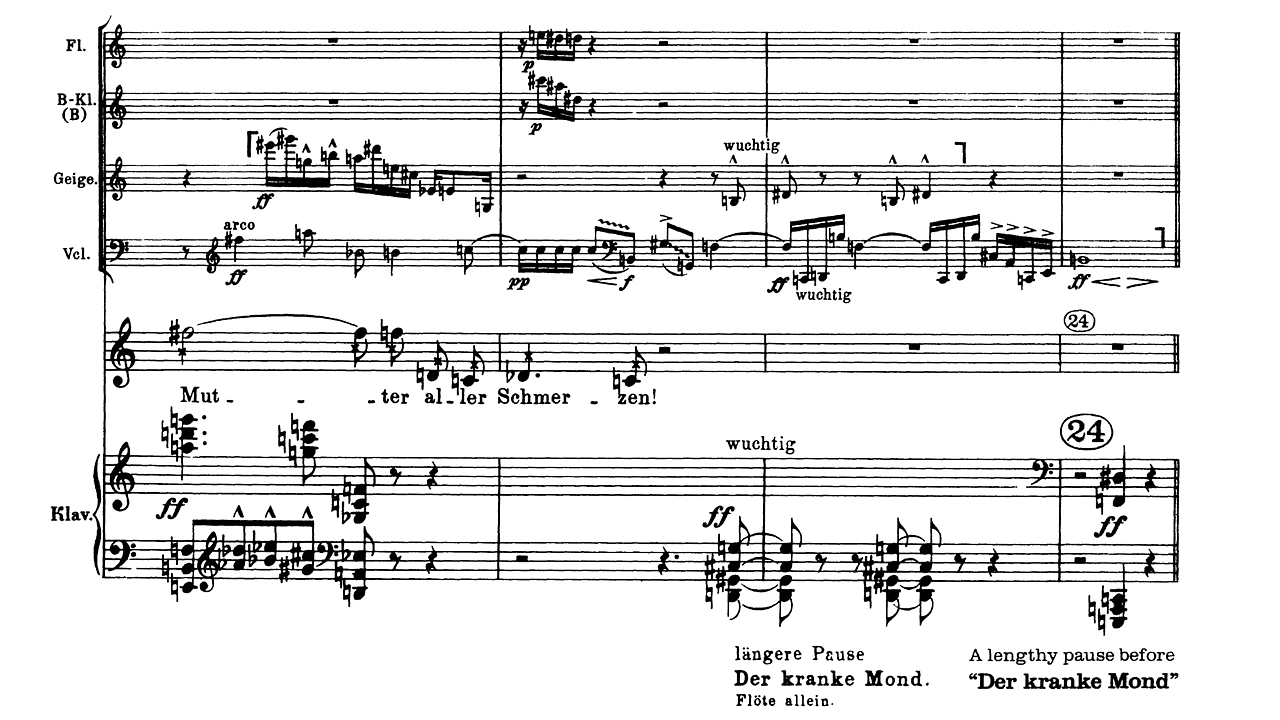 Fl.
B-Kl.
(B)
p
p
wuchtig
Geige.
ff
arco
Vcl.
ff
pp
f
ff
wuchtig
ff
24
Mut - - - ter al - ler Schmer - zen!
wuchtig
24
ff
ff
Klav.
ff
längere Pause
Der kranke Mond.
Flöte allein.
A lengthy pause before
“Der kranke Mond”